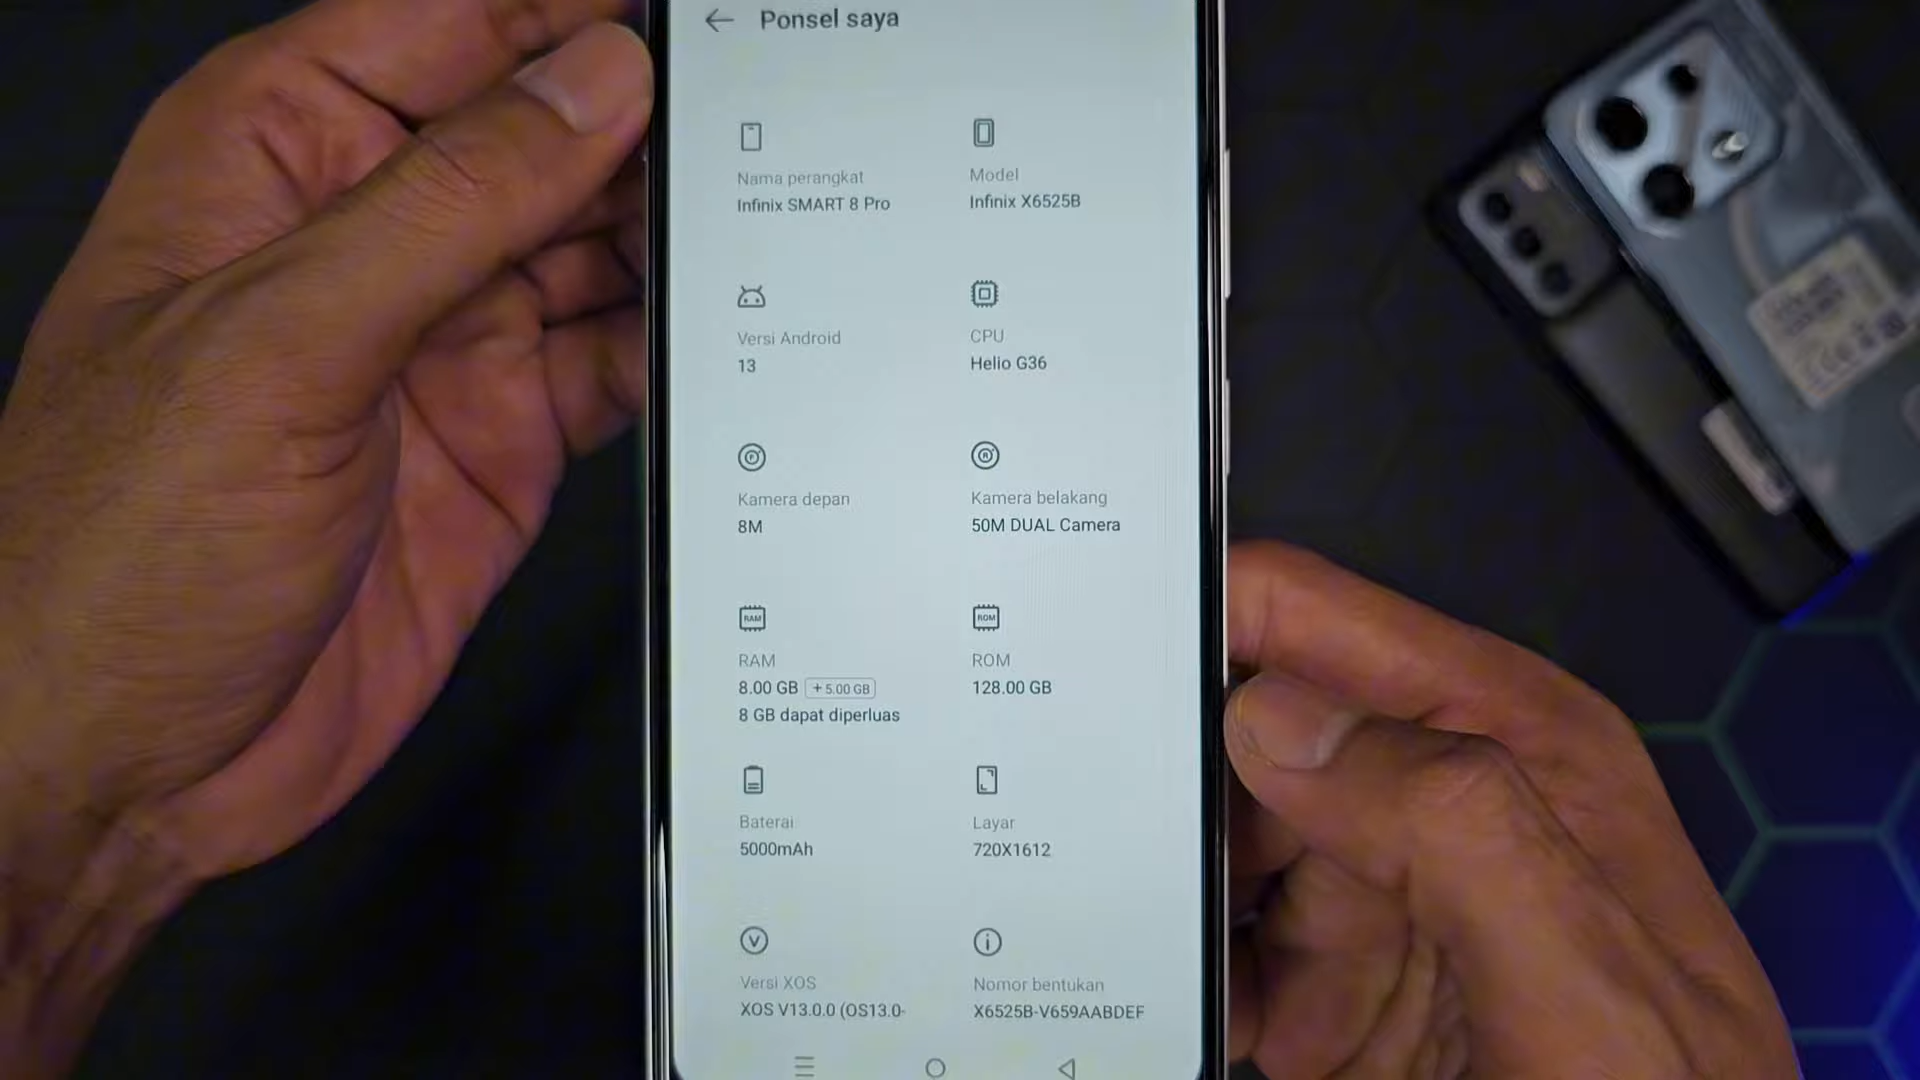 Ponsel saya
Nama perangkat
Infinix SMART 8 Pro
Model
Infinix X6525B
Versi Android
13
CPU
Helio G36
Kamera depan
8M
Kamera belakang
50M DUAL Camera
RAM
RAM
8.00 GB +5.00 GB
8 GB dapat diperluas
ROM
ROM
128.00 GB
Baterai
5000mAh
Layar
720X1612
Versi XOS
XOS V13.0.0 (OS13.0-
Nomor bentukan
X6525B-V659AABDEF